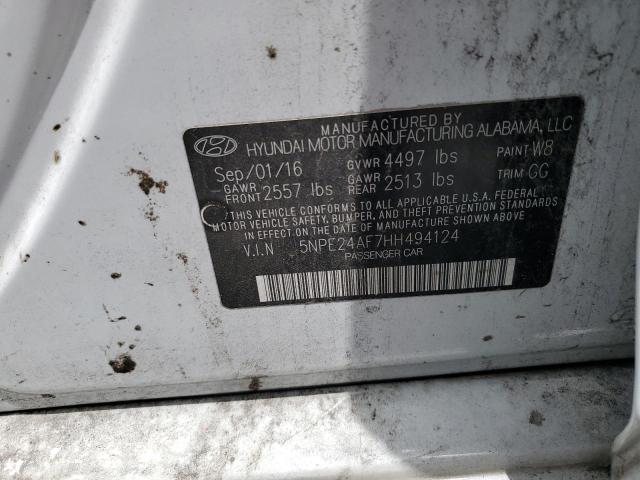 MANUFACTURED BY
HYUNDAI MOTOR MANUFACTURING ALABAMA, LLC
Sep/01/16 GVWR 4497 lbs PAINT W8
GAWR FRONT 2557 lbs GAWR REAR 2513 lbs TRIM GG
THIS VEHICLE CONFORMS TO ALL APPLICABLE U.S.A. FEDERAL
MOTOR VEHICLE SAFETY, BUMPER, AND THEFT PREVENTION STANDARDS
IN EFFECT ON THE DATE OF MANUFACTURE SHOWN ABOVE.
V.I.N 5NPE24AF7HH494124
PASSENGER CAR